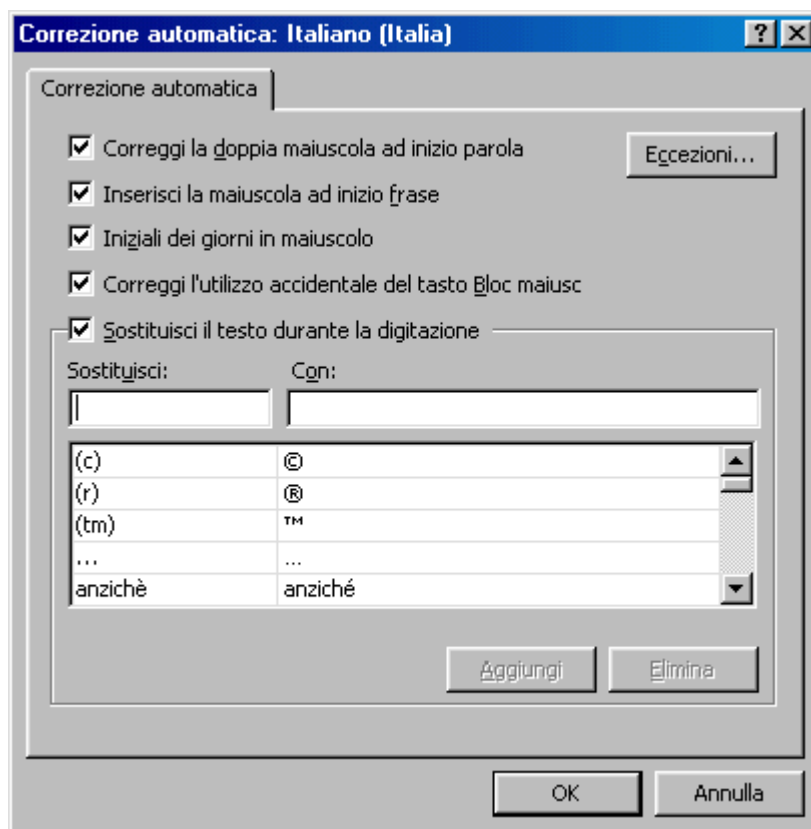 Correzione automatica: Italiano (Italia)
Correzione automatica
Correggi la doppia maiuscola ad inizio parola
Eccezioni...
Inserisci la maiuscola ad inizio frase
Iniziali dei giorni in maiuscolo
Correggi l'utilizzo accidentale del tasto Bloc maiusc
Sostituisci il testo durante la digitazione
Sostituisci: Con:
(c) ©
(r) ®
(tm) ™
... …
anzichè anziché
Aggiungi Elimina
OK Annulla